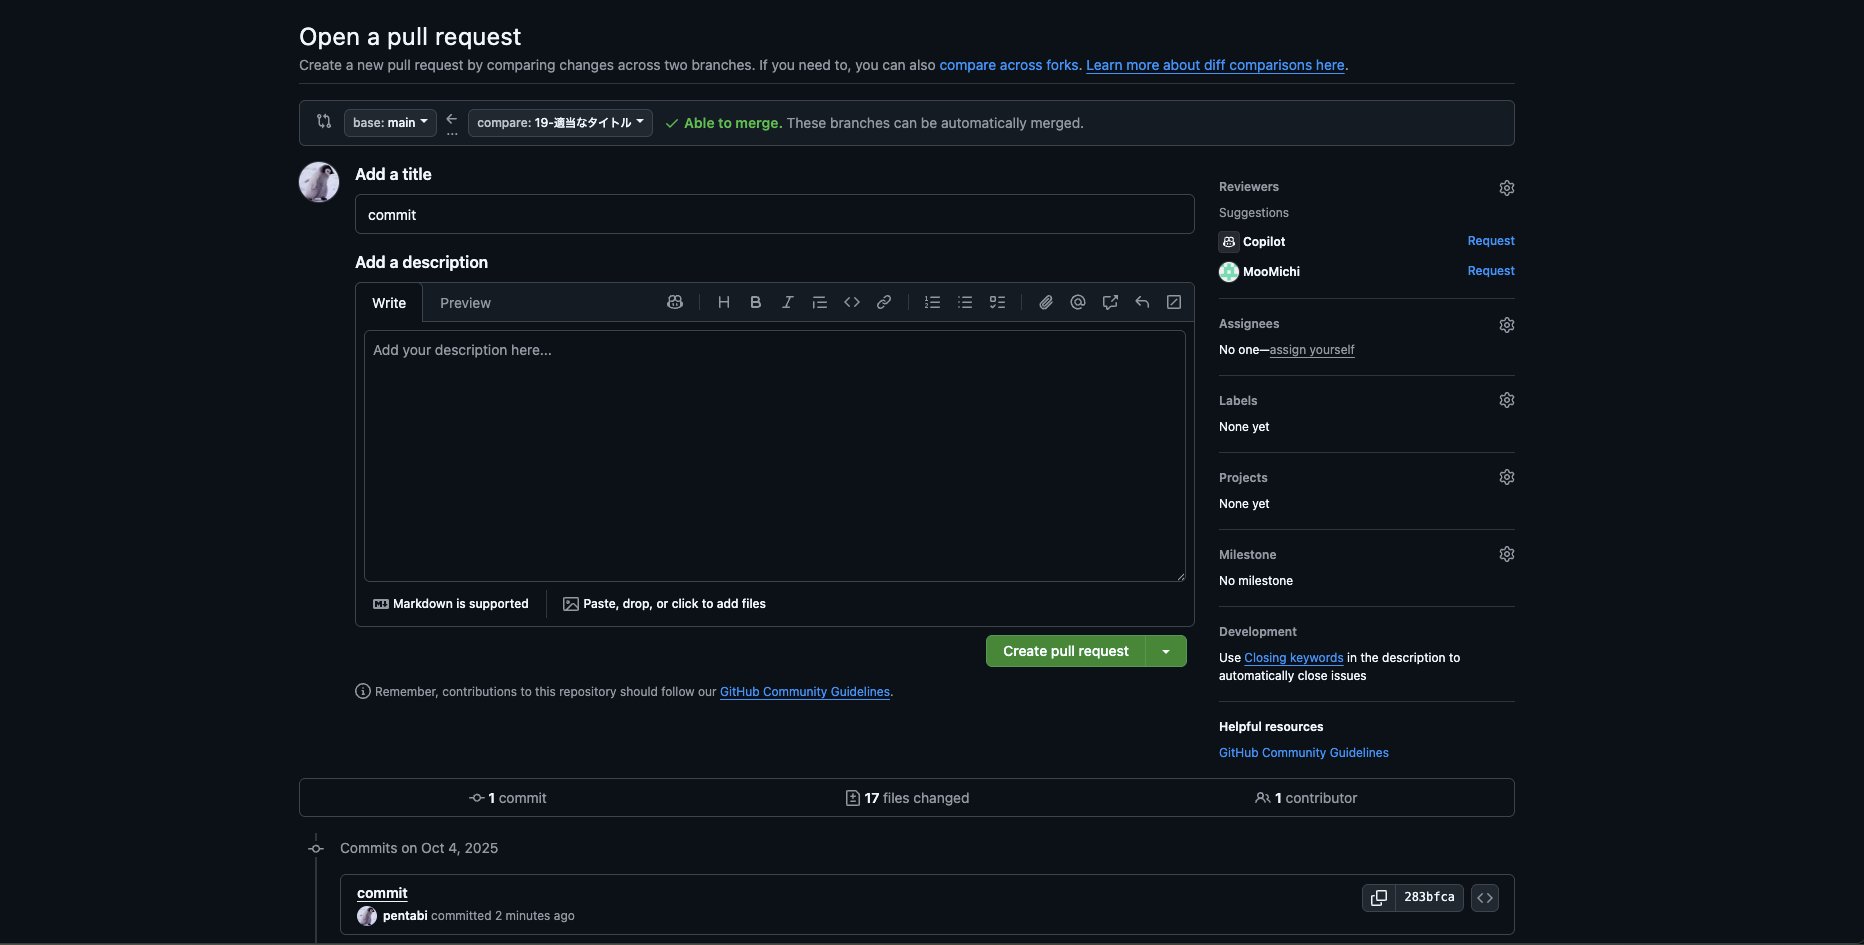 Open a pull request
Create a new pull request by comparing changes across two branches. If you need to, you can also compare across forks. Learn more about diff comparisons here.
base: main
compare: 19-適当なタイトル
Able to merge. These branches can be automatically merged.
Add a title
commit
Add a description
Write
Preview
Add your description here...
Markdown is supported
Paste, drop, or click to add files
Create pull request
Remember, contributions to this repository should follow our GitHub Community Guidelines.
Reviewers
Suggestions
Copilot
Request
MooMichi
Request
Assignees
No one—assign yourself
Labels
None yet
Projects
None yet
Milestone
No milestone
Development
Use Closing keywords in the description to
automatically close issues
Helpful resources
GitHub Community Guidelines
1 commit
17 files changed
1 contributor
Commits on Oct 4, 2025
commit
pentabi committed 2 minutes ago
283bfca